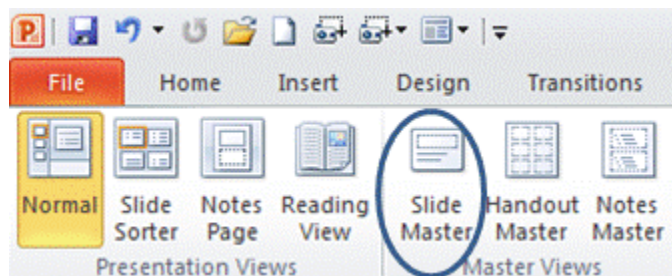 P
File Home Insert Design Transitions
Normal Slide Sorter Notes Page Reading View Slide Master Handout Master Notes Master
Presentation Views Master Views